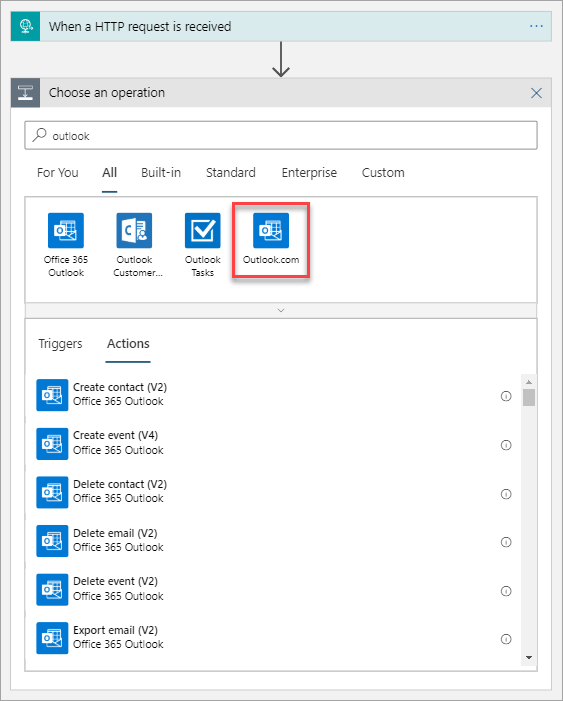 When a HTTP request is received
Choose an operation
outlook
For You All Built-in Standard Enterprise Custom
Office 365
Outlook
Outlook
Customer...
Outlook
Tasks
Outlook.com
Triggers Actions
Create contact (V2)
Office 365 Outlook
Create event (V4)
Office 365 Outlook
Delete contact (V2)
Office 365 Outlook
Delete email (V2)
Office 365 Outlook
Delete event (V2)
Office 365 Outlook
Export email (V2)
Office 365 Outlook